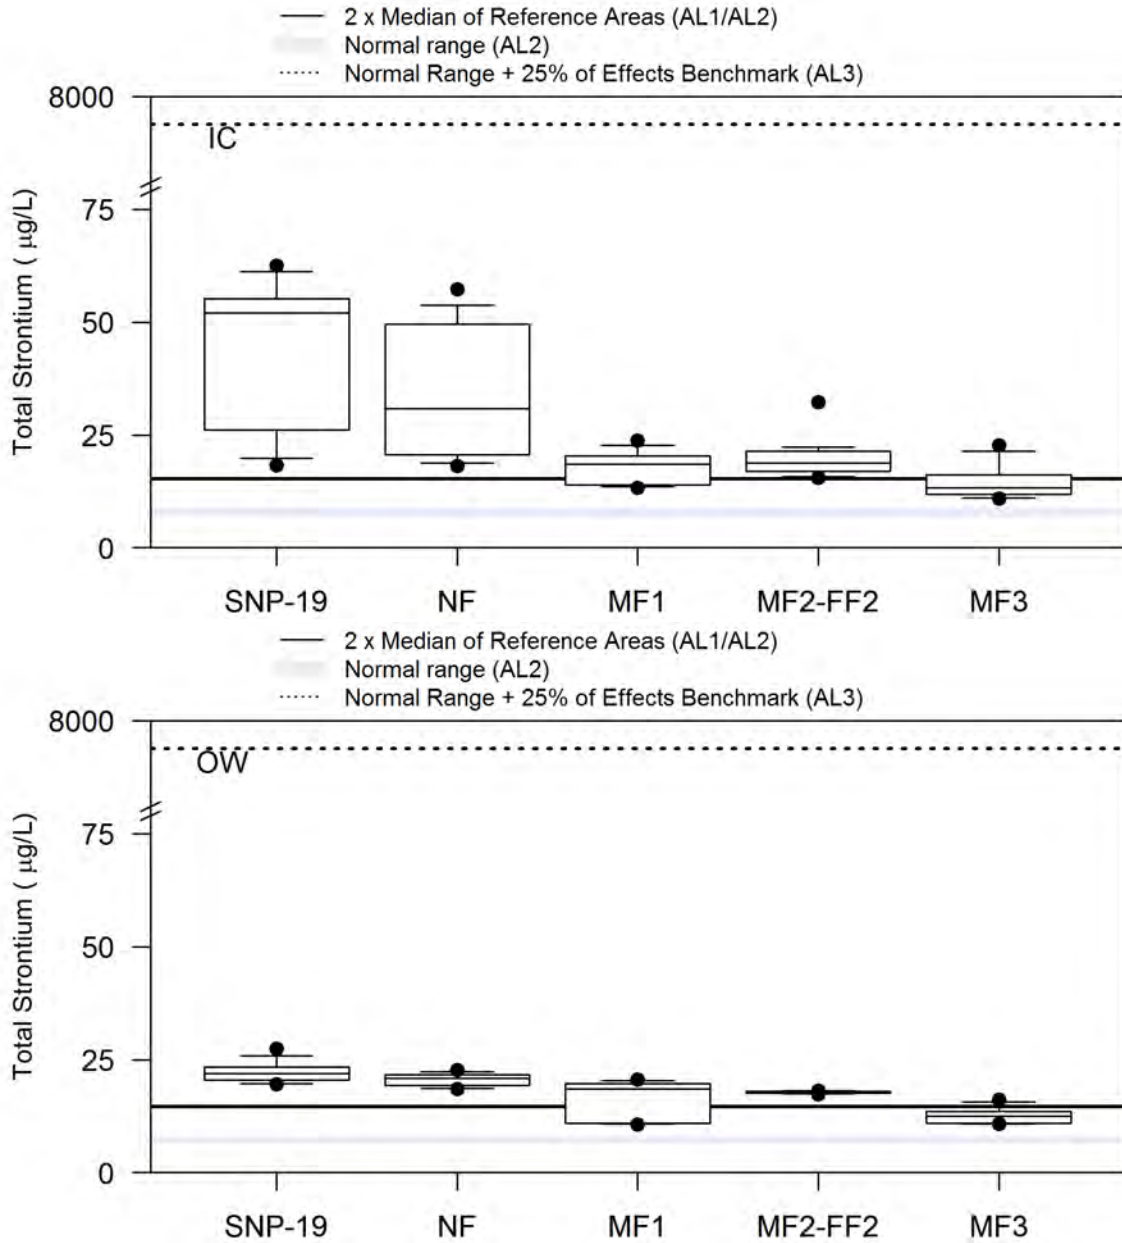 2 x Median of Reference Areas (AL1/AL2)
Normal range (AL2)
Normal Range + 25% of Effects Benchmark (AL3)
8000
IC
75
50
25
0
Total Strontium ( µg/L)
SNP-19 NF MF1 MF2-FF2 MF3
2 x Median of Reference Areas (AL1/AL2)
Normal range (AL2)
Normal Range + 25% of Effects Benchmark (AL3)
8000
OW
75
50
25
0
Total Strontium ( µg/L)
SNP-19 NF MF1 MF2-FF2 MF3